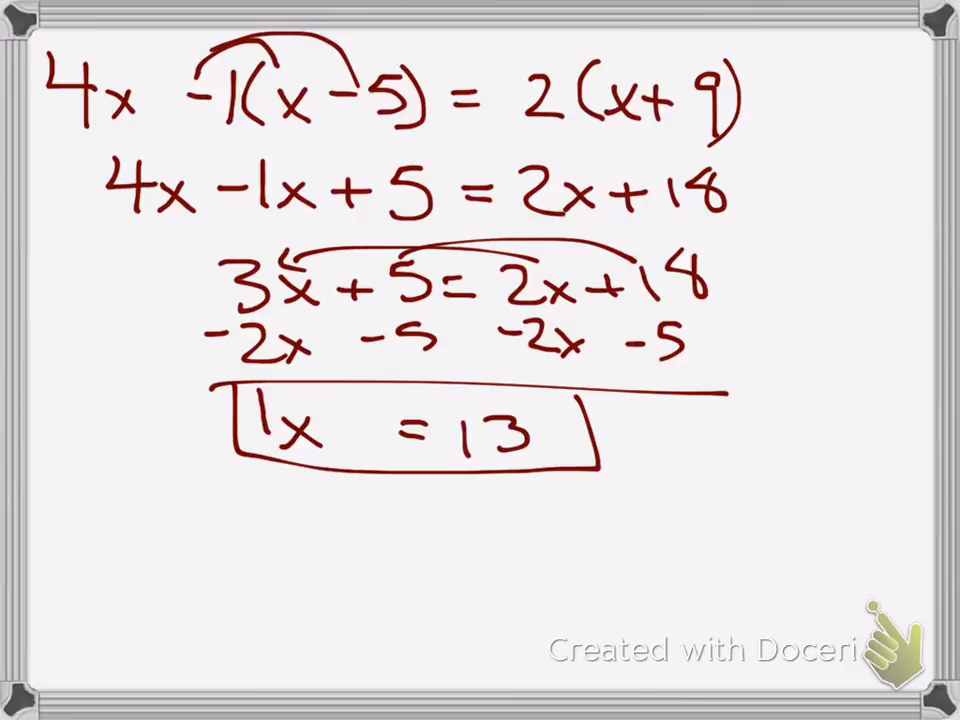 4x -1(x - 5) = 2(x + 9)
4x - 1x + 5 = 2x + 18
3x + 5 = 2x + 18
-2x -5 -2x -5
1x = 13
Created with Doceri